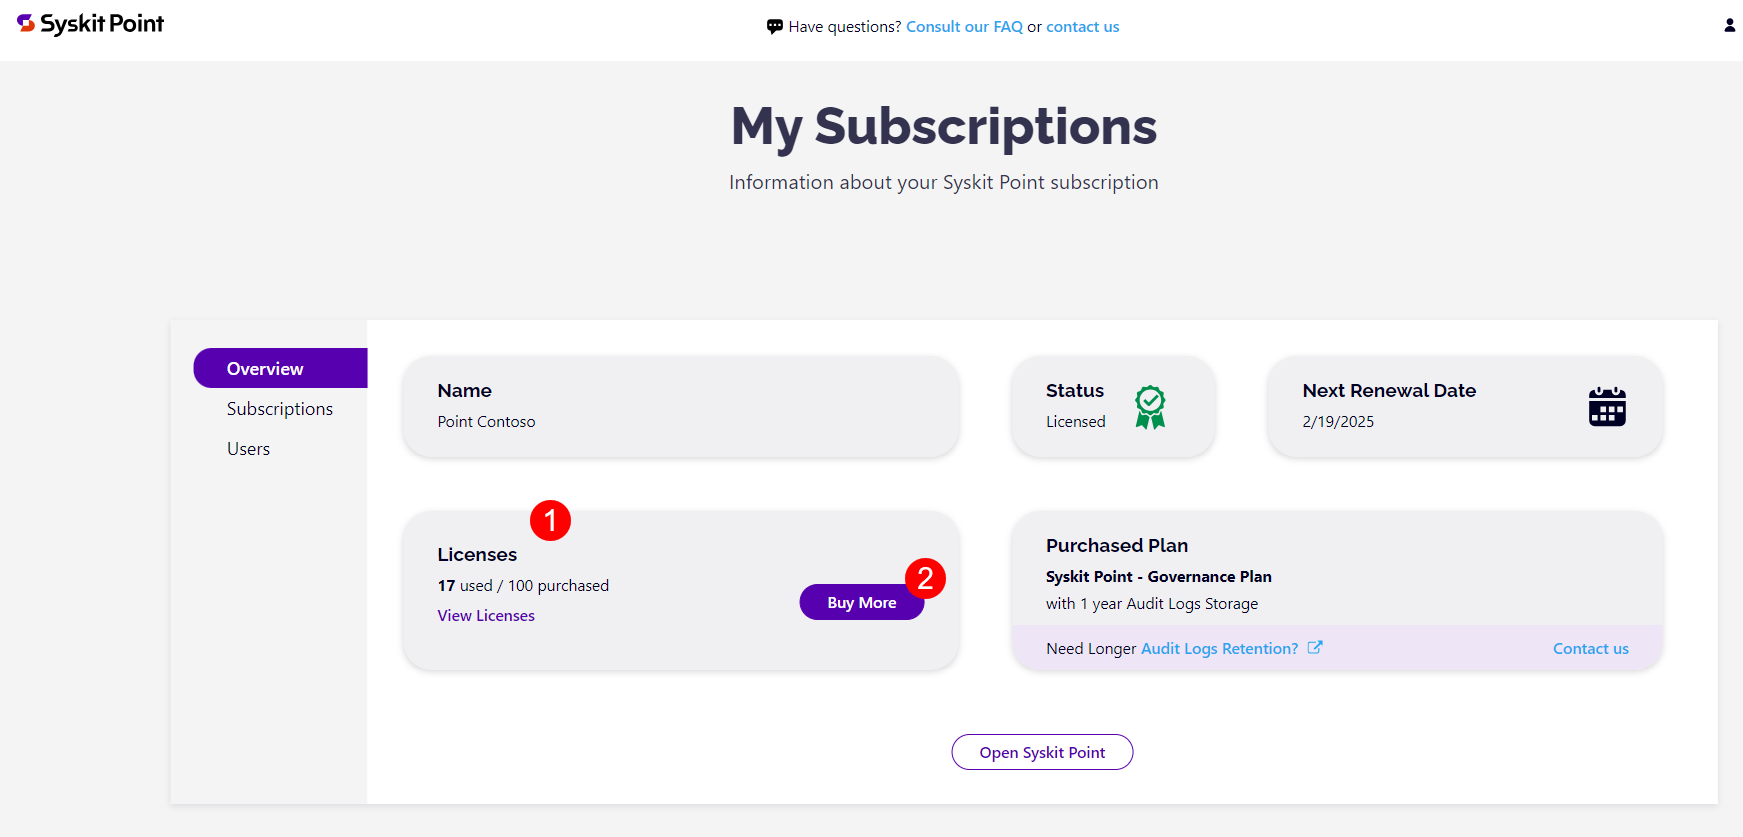 Syskit Point
Have questions? Consult our FAQ or contact us
My Subscriptions
Information about your Syskit Point subscription
Overview
Subscriptions
Users
Name
Point Contoso
Status
Licensed
Next Renewal Date
2/19/2025
1
Licenses
17 used / 100 purchased
View Licenses
2
Buy More
Purchased Plan
Syskit Point - Governance Plan
with 1 year Audit Logs Storage
Need Longer Audit Logs Retention?
Contact us
Open Syskit Point